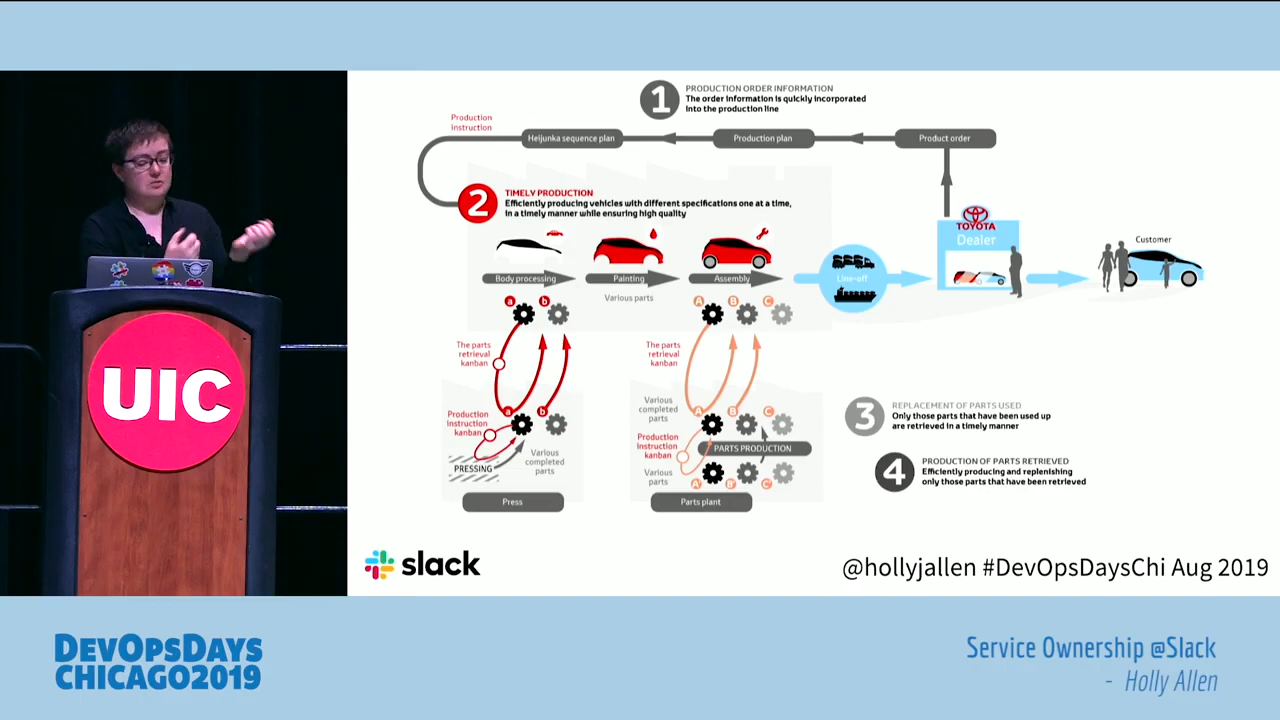 1
PRODUCTION ORDER INFORMATION
The order information is quickly incorporated
into the production line
Production
instruction
Heijunka sequence plan
Production plan
Product order
2
TIMELY PRODUCTION
Efficiently producing vehicles with different specifications one at a time,
in a timely manner while ensuring high quality
Body processing
Painting
Assembly
Various parts
Line-off
TOYOTA
Dealer
Customer
a
b
A
B
C
The parts
retrieval
kanban
The parts
retrieval
kanban
a
b
Production
instruction
kanban
PRESSING
Various
completed
parts
Press
Various
completed
parts
A
B
C
Production
instruction
kanban
PARTS PRODUCTION
Various
parts
A'
B'
C'
Parts plant
3
REPLACEMENT OF PARTS USED
Only those parts that have been used up
are retrieved in a timely manner
4
PRODUCTION OF PARTS RETRIEVED
Efficiently producing and replenishing
only those parts that have been retrieved
UIC
slack
@hollyjallen #DevOpsDaysChi Aug 2019
DEVOPSDAYS
CHICAGO2019
Service Ownership @Slack
- Holly Allen